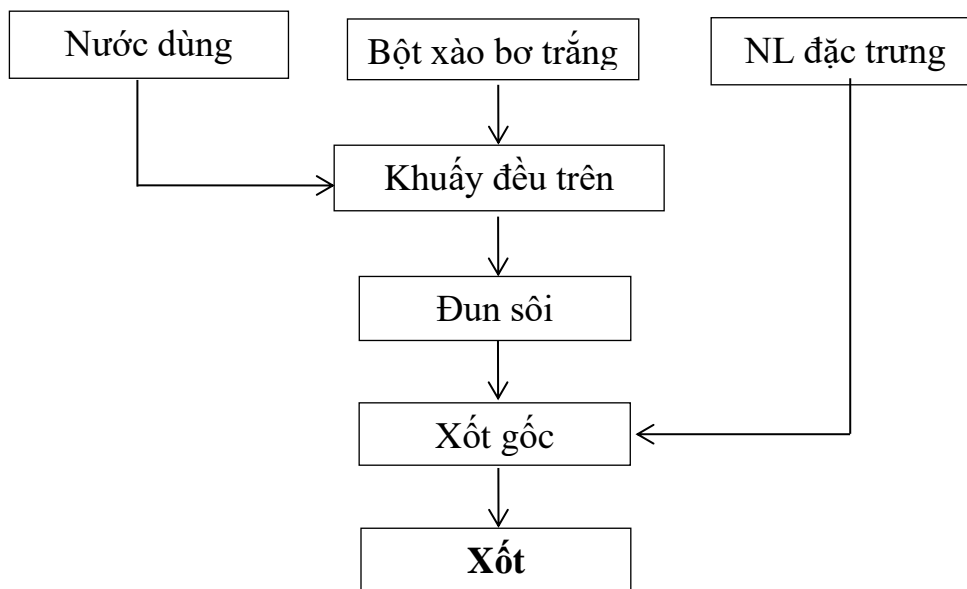 Nước dùng
Bột xào bơ trắng
NL đặc trưng
Khuấy đều trên
Đun sôi
Xốt gốc
Xốt